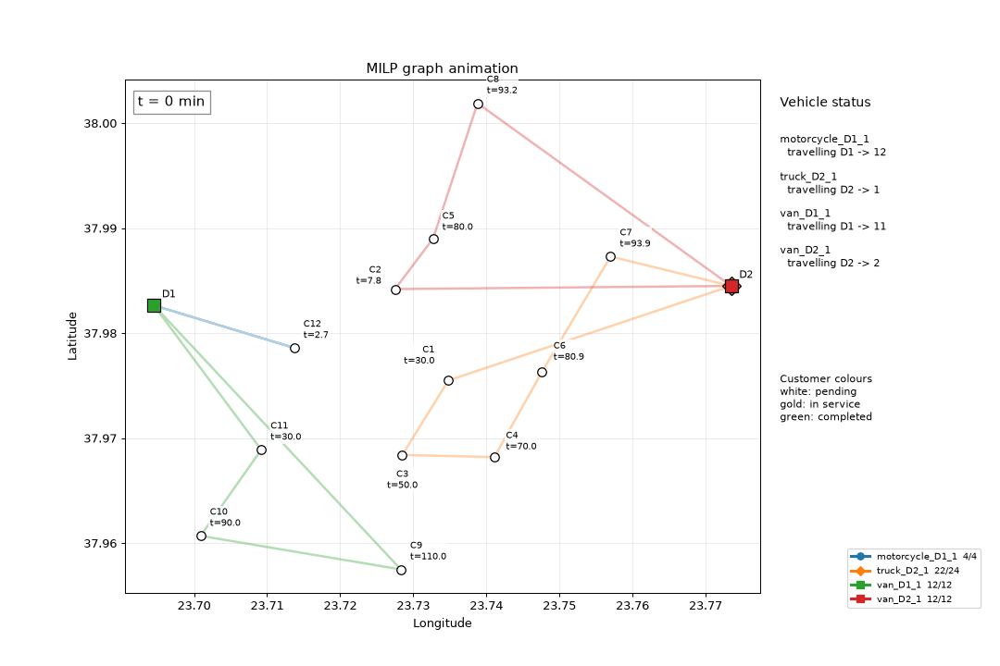 MILP graph animation
t = 0 min
38.00
37.99
37.98
37.97
37.96
23.70
23.71
23.72
23.73
23.74
23.75
23.76
23.77
Longitude
Latitude
C8
t=93.2
C5
t=80.0
C7
t=93.9
C2
t=7.8
D2
D1
C12
t=2.7
C1
t=30.0
C6
t=80.9
C11
t=30.0
C4
t=70.0
C3
t=50.0
C10
t=90.0
C9
t=110.0
Vehicle status
motorcycle_D1_1
travelling D1 -> 12
truck_D2_1
travelling D2 -> 1
van_D1_1
travelling D1 -> 11
van_D2_1
travelling D2 -> 2
Customer colours
white: pending
gold: in service
green: completed
motorcycle_D1_1 4/4
truck_D2_1 22/24
van_D1_1 12/12
van_D2_1 12/12